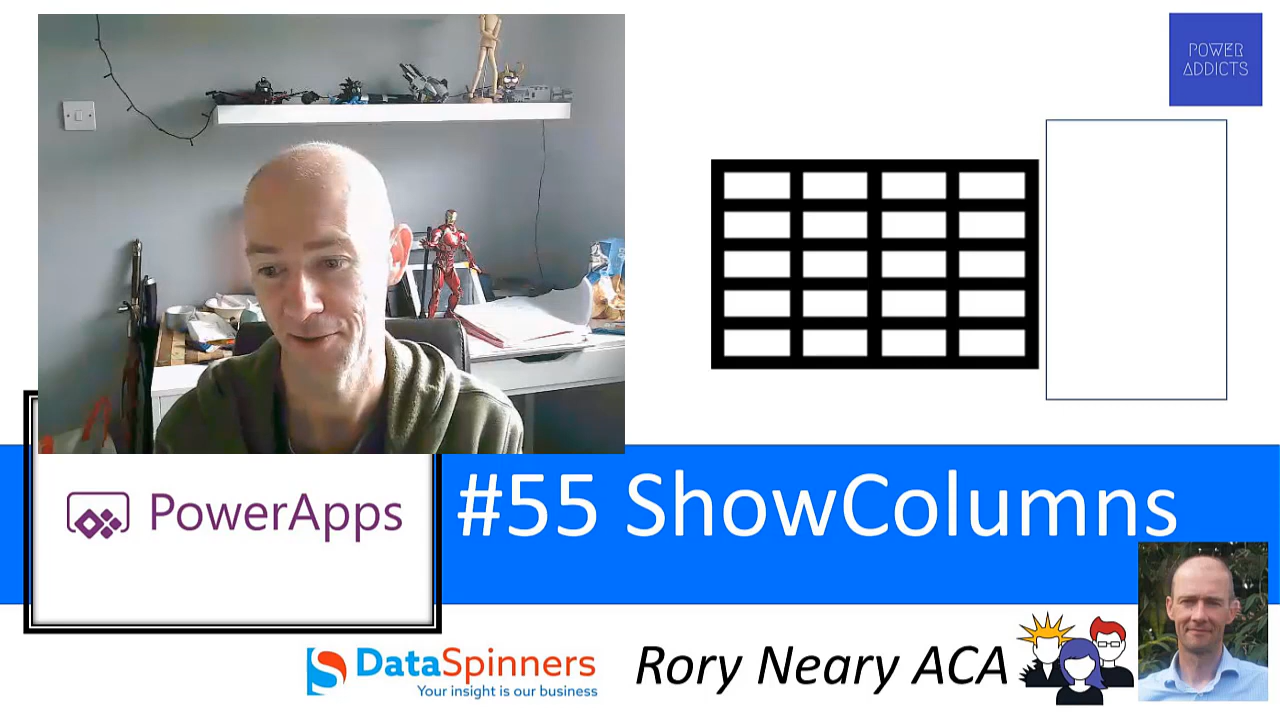 POWER
ADDICTS
PowerApps
#55 ShowColumns
DataSpinners
Your insight is our business
Rory Neary ACA